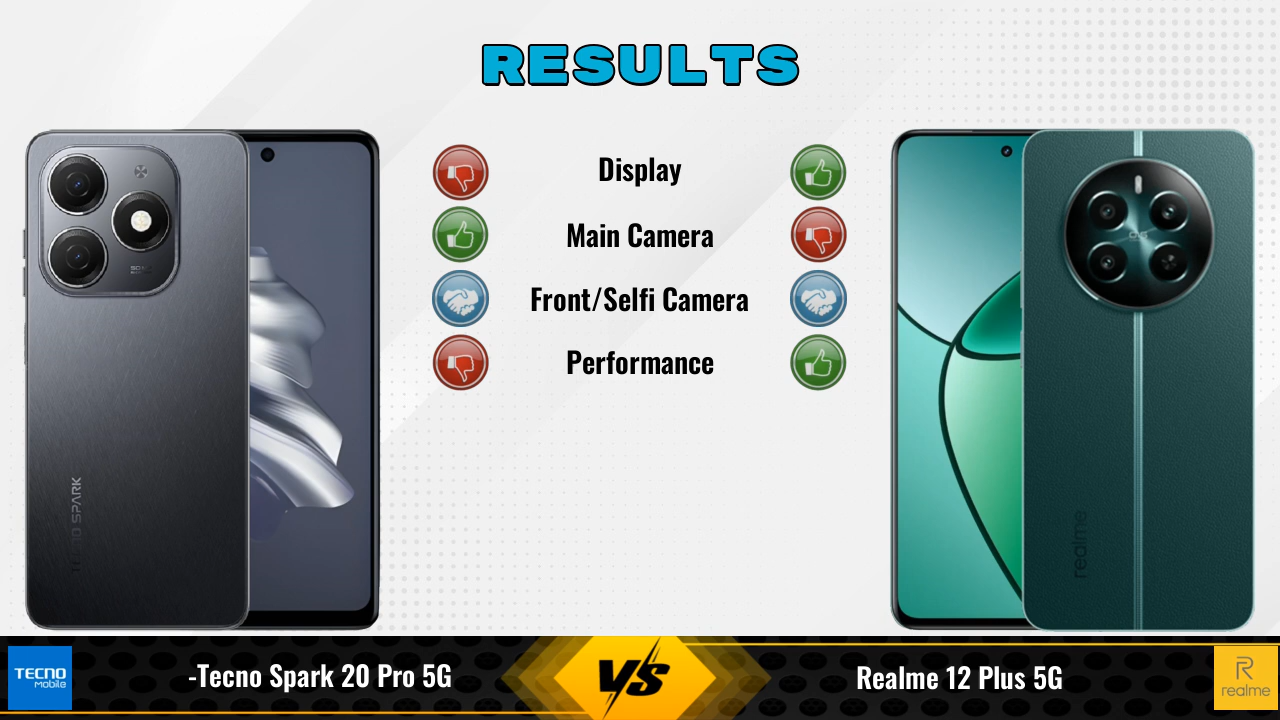 RESULTS
Display
Main Camera
Front/Selfi Camera
Performance
TECNO SPARK
realme
TECNO
mobile
-Tecno Spark 20 Pro 5G
VS
Realme 12 Plus 5G
R
realme